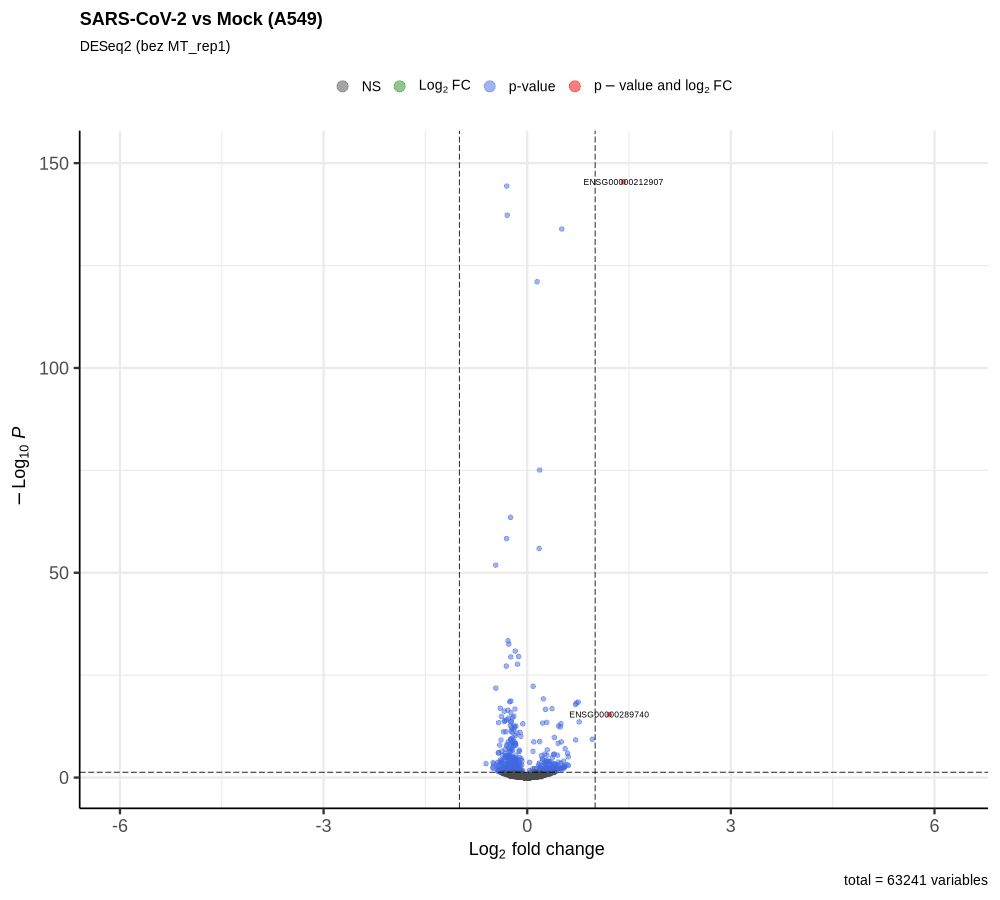 SARS-CoV-2 vs Mock (A549)
DESeq2 (bez MT_rep1)
NS Log₂ FC p-value p − value and log₂ FC
150
100
50
0
− Log₁₀ P
ENSG00000212907
ENSG00000289740
-6 -3 0 3 6
Log₂ fold change
total = 63241 variables